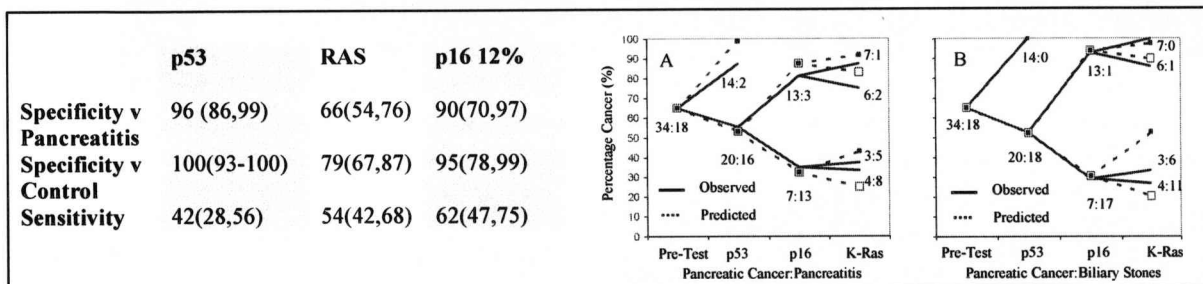 p53 RAS p16 12%
Specificity v 96 (86,99) 66(54,76) 90(70,97)
Pancreatitis
Specificity v 100(93-100) 79(67,87) 95(78,99)
Control
Sensitivity 42(28,56) 54(42,68) 62(47,75)
Percentage Cancer (%)
100
90
80
70
60
50
40
30
20
10
0
A
34:18
14:2
20:16
13:3
7:13
7:1
6:2
3:5
4:8
Observed
Predicted
Pre-Test p53 p16 K-Ras
Pancreatic Cancer:Pancreatitis
B
34:18
14:0
20:18
13:1
7:17
7:0
6:1
3:6
4:11
Observed
Predicted
Pre-Test p53 p16 K-Ras
Pancreatic Cancer:Biliary Stones